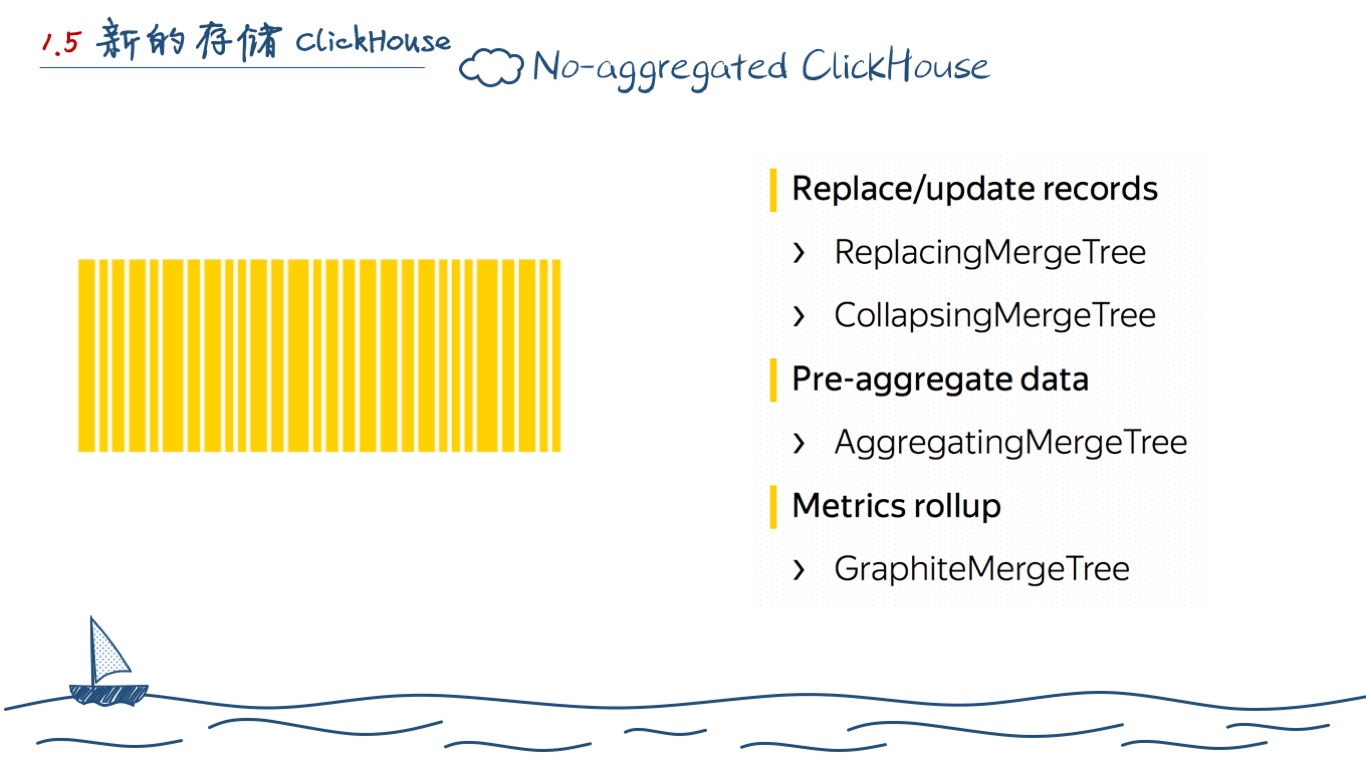 1.5 新的存储 ClickHouse
No-aggregated ClickHouse
Replace/update records
› ReplacingMergeTree
› CollapsingMergeTree
Pre-aggregate data
› AggregatingMergeTree
Metrics rollup
› GraphiteMergeTree